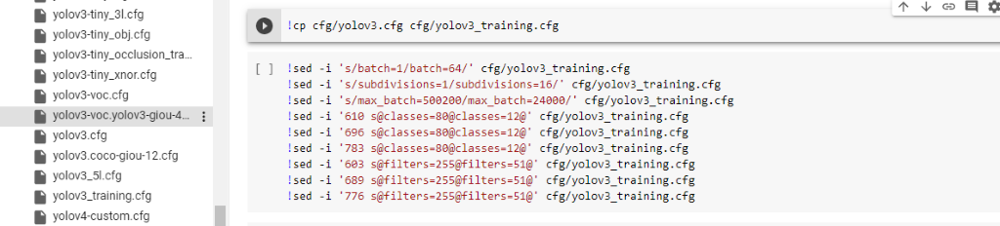 yolov3-tiny_3l.cfg
yolov3-tiny_obj.cfg
yolov3-tiny_occlusion_tra...
yolov3-tiny_xnor.cfg
yolov3-voc.cfg
yolov3-voc.yolov3-giou-4...
yolov3.cfg
yolov3.coco-giou-12.cfg
yolov3_5l.cfg
yolov3_training.cfg
yolov4-custom.cfg
!cp cfg/yolov3.cfg cfg/yolov3_training.cfg
[ ]
!sed -i 's/batch=1/batch=64/' cfg/yolov3_training.cfg
!sed -i 's/subdivisions=1/subdivisions=16/' cfg/yolov3_training.cfg
!sed -i 's/max_batch=500200/max_batch=24000/' cfg/yolov3_training.cfg
!sed -i '610 s@classes=80@classes=12@' cfg/yolov3_training.cfg
!sed -i '696 s@classes=80@classes=12@' cfg/yolov3_training.cfg
!sed -i '783 s@classes=80@classes=12@' cfg/yolov3_training.cfg
!sed -i '603 s@filters=255@filters=51@' cfg/yolov3_training.cfg
!sed -i '689 s@filters=255@filters=51@' cfg/yolov3_training.cfg
!sed -i '776 s@filters=255@filters=51@' cfg/yolov3_training.cfg